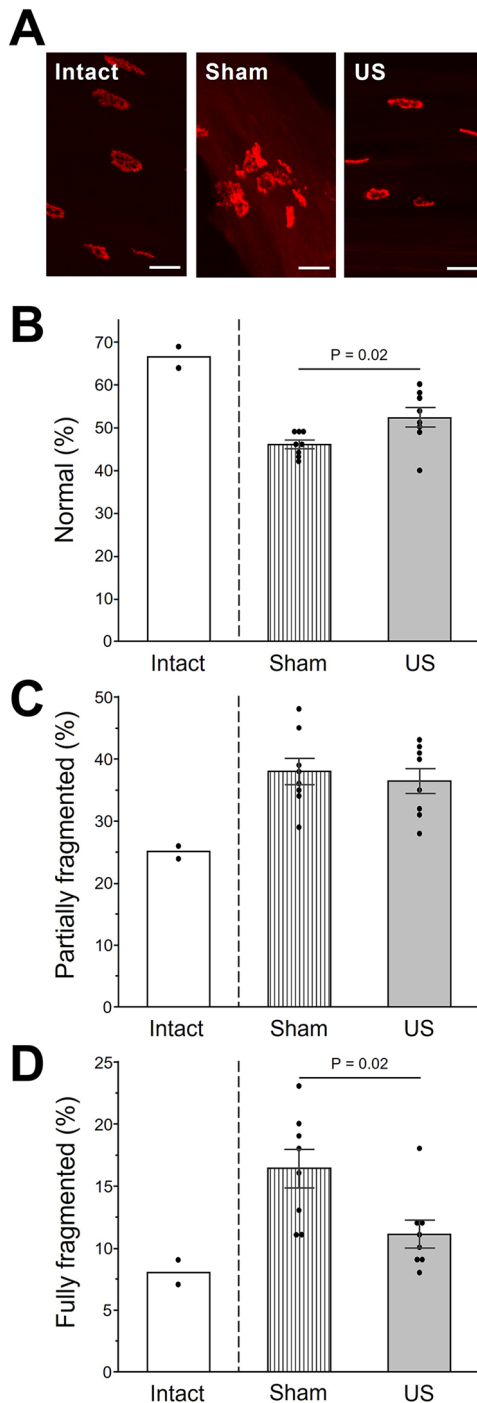 A
Intact Sham US
B
Normal (%)
70
60
50
40
30
20
10
0
P = 0.02
Intact Sham US
C
Partially fragmented (%)
50
40
30
20
10
0
Intact Sham US
D
Fully fragmented (%)
25
20
15
10
5
0
P = 0.02
Intact Sham US